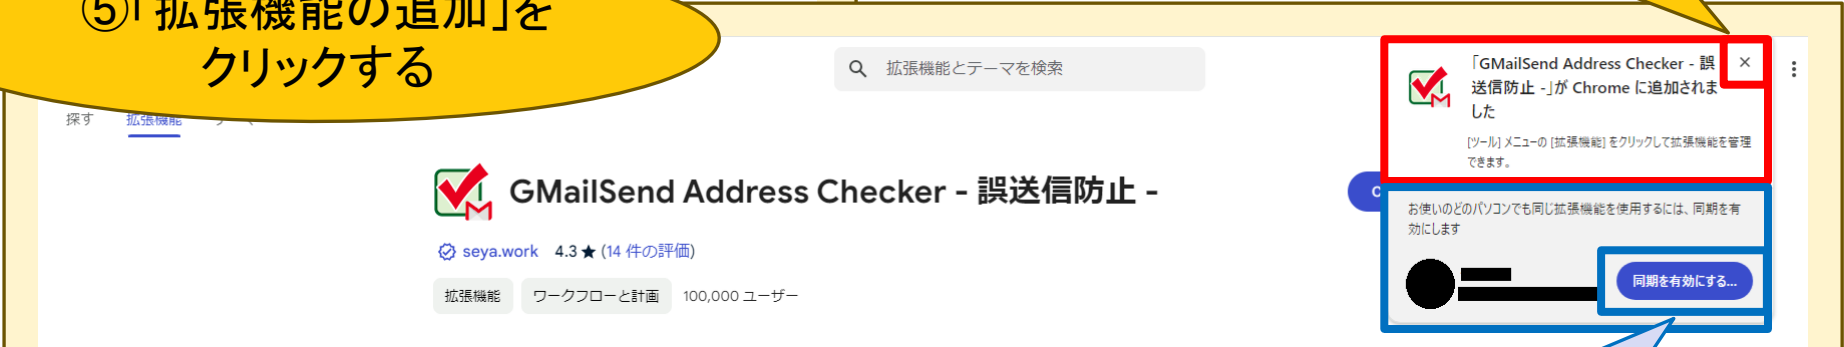 ⑤「拡張機能の追加」を
クリックする
拡張機能とテーマを検索
探す 拡張機能
GMailSend Address Checker - 誤送信防止 -
seya.work 4.3★ (14 件の評価)
拡張機能 ワークフローと計画 100,000 ユーザー
「GMailSend Address Checker - 誤
送信防止 -」が Chrome に追加されま
した
[ツール] メニューの [拡張機能] をクリックして拡張機能を管理
できます。
お使いのどのパソコンでも同じ拡張機能を使用するには、同期を有
効にします
同期を有効にする...